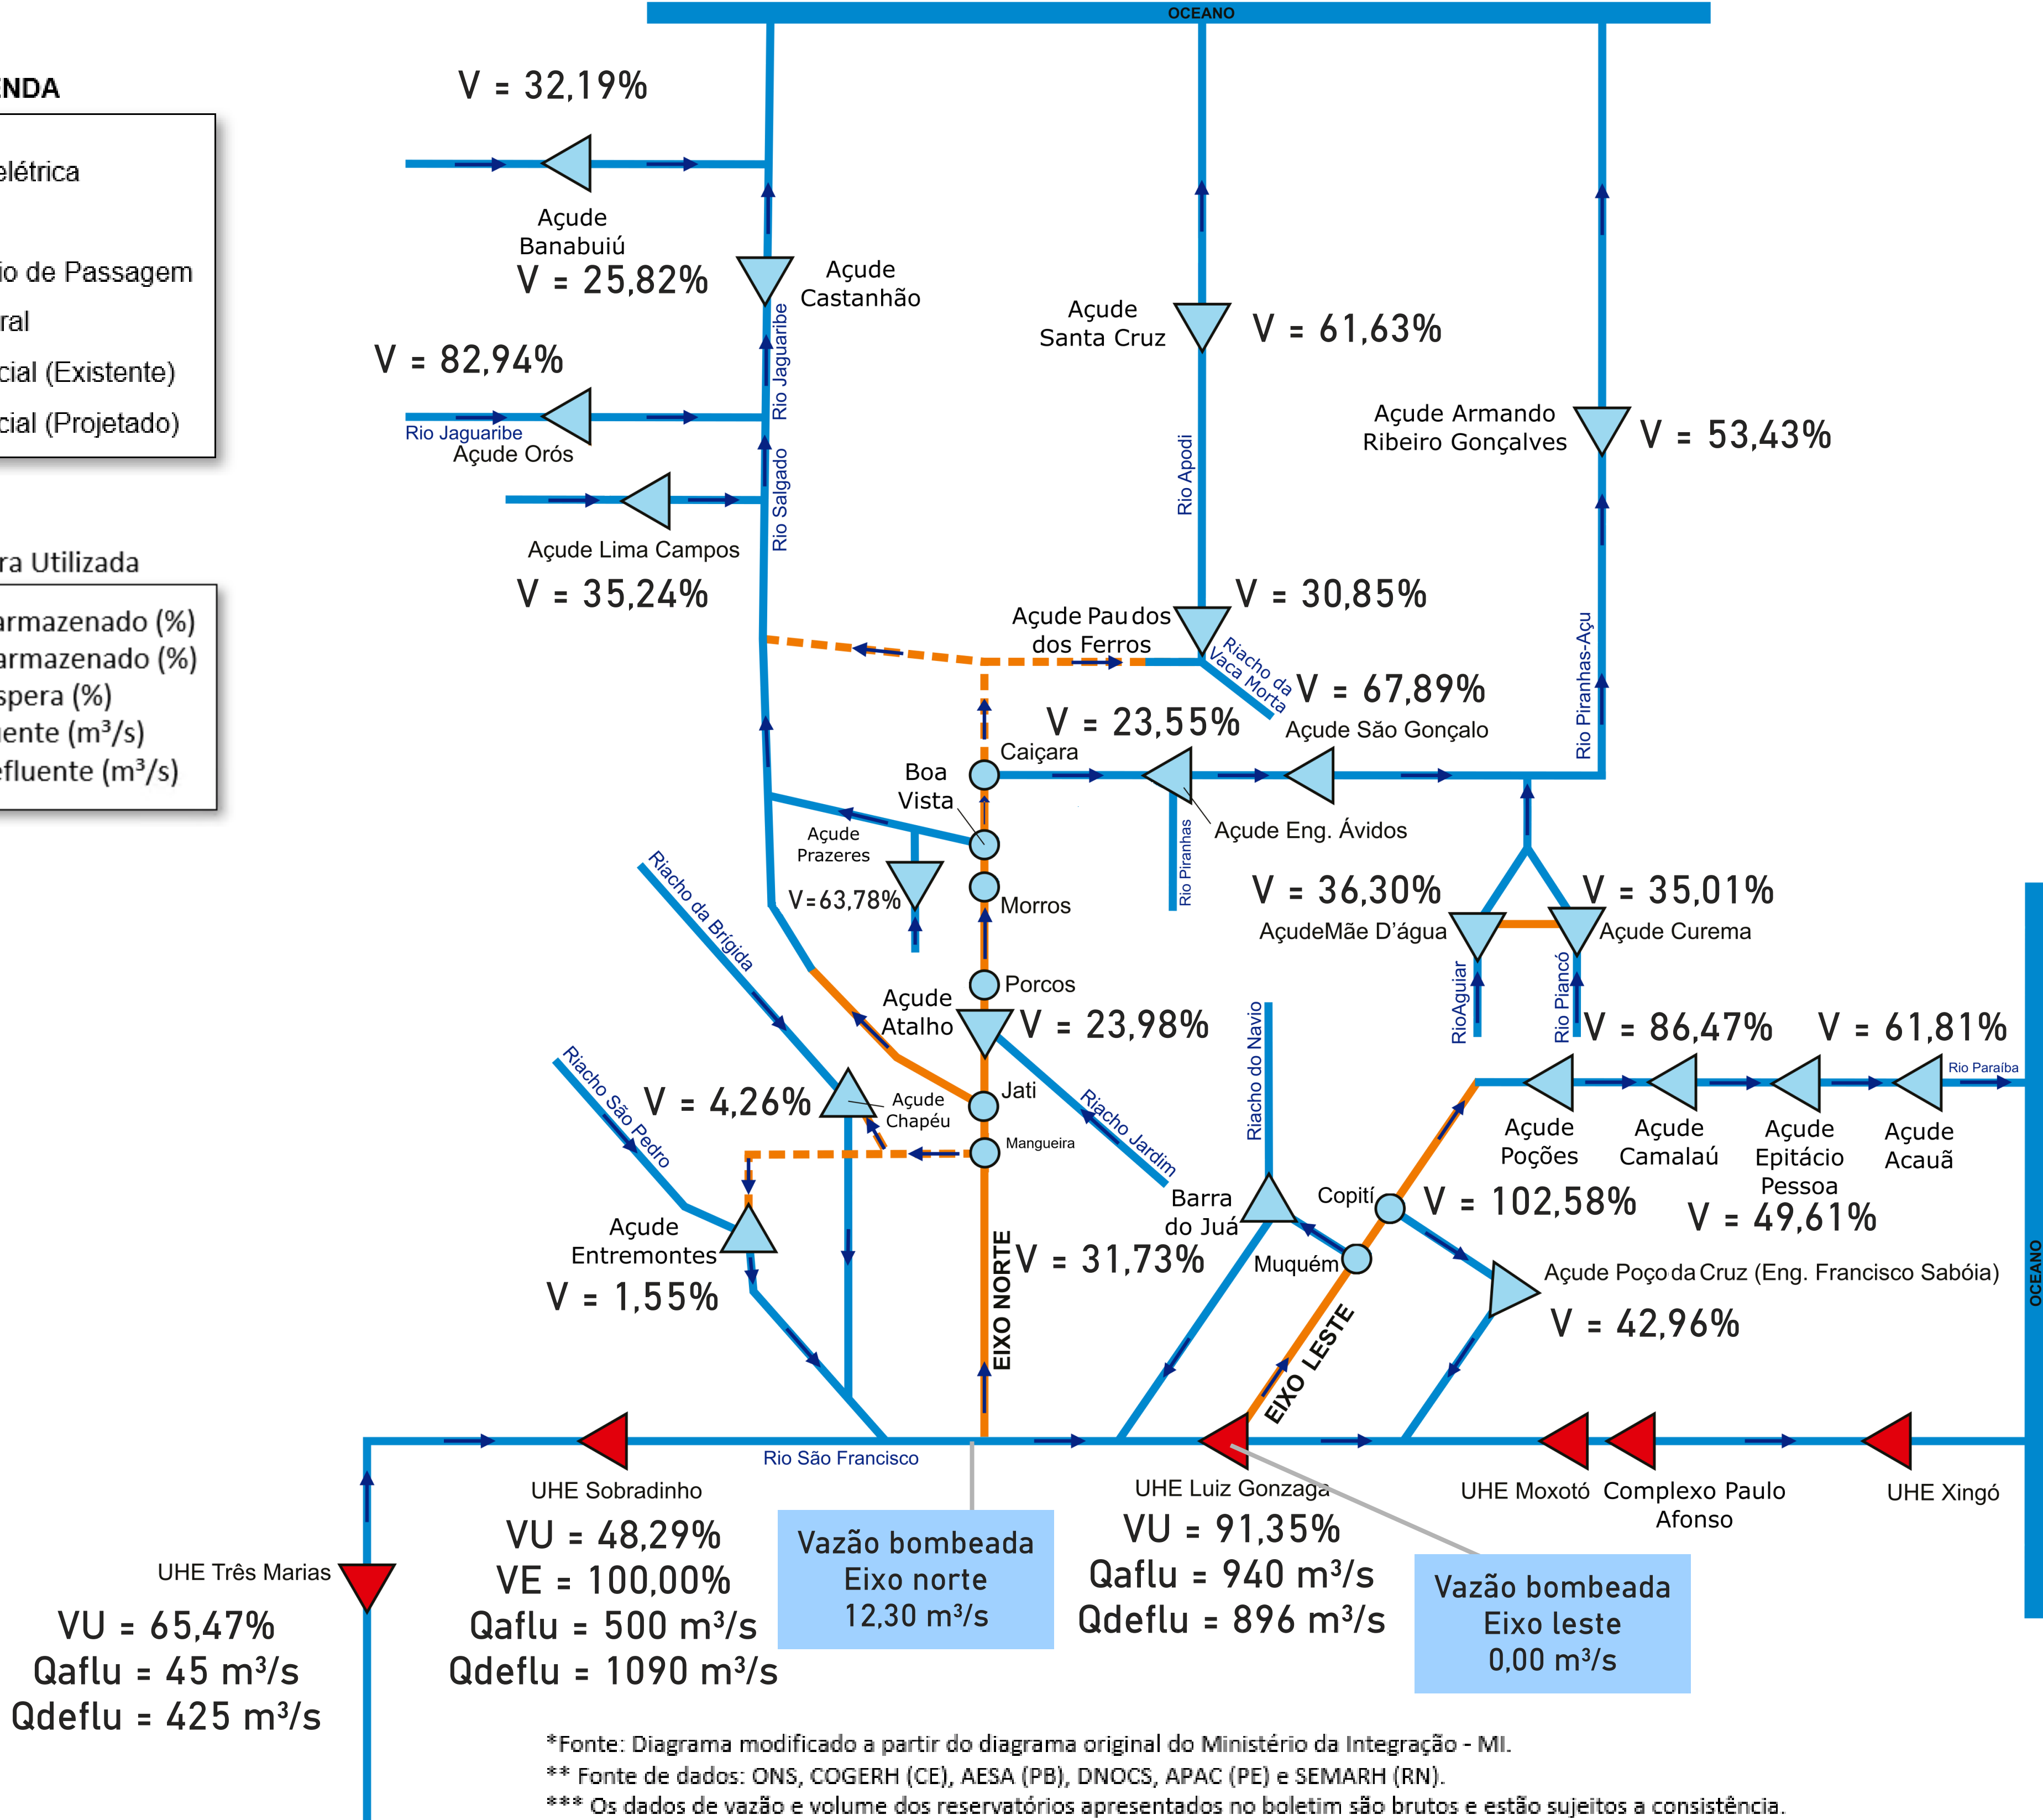 OCEANO
V = 32,19%
ENDA
elétrica
io de Passagem
ral
cial (Existente)
cial (Projetado)
Açude
Banabuiú
V = 25,82%
Açude
Castanhão
Rio Jaguaribe
Açude
Santa Cruz
V = 61,63%
V = 82,94%
Rio Jaguaribe
Açude Orós
Açude Armando
Ribeiro Gonçalves
V = 53,43%
Rio Apodi
Rio Salgado
Açude Lima Campos
V = 35,24%
ra Utilizada
armazenado (%)
armazenado (%)
spera (%)
uente (m³/s)
efluente (m³/s)
Açude Pau dos
dos Ferros
V = 30,85%
Riacho da
Vaca Morta
V = 67,89%
Açude São Gonçalo
Rio Piranhas-Açu
V = 23,55%
Caiçara
Boa
Vista
Açude Eng. Ávidos
Rio Piranhas
Açude
Prazeres
V=63,78%
Morros
V = 36,30%
AçudeMãe D'água
V = 35,01%
Açude Curema
Riacho da Brígida
RioAguiar
Rio Piancó
Porcos
Açude
Atalho
V = 23,98%
Riacho do Navio
V = 86,47%
V = 61,81%
Rio Paraíba
Riacho São Pedro
V = 4,26%
Açude
Chapéu
Jati
Mangueira
Riacho Jardim
Açude
Poções
Açude
Camalaú
Açude
Epitácio
Pessoa
Açude
Acauã
V = 102,58%
V = 49,61%
Barra
do Juá
Copití
Muquém
Açude
Entremontes
V = 1,55%
EIXO NORTE
V = 31,73%
EIXO LESTE
Açude Poço da Cruz (Eng. Francisco Sabóia)
V = 42,96%
OCEANO
Rio São Francisco
UHE Sobradinho
VU = 48,29%
VE = 100,00%
Qaflu = 500 m³/s
Qdeflu = 1090 m³/s
Vazão bombeada
Eixo norte
12,30 m³/s
UHE Luiz Gonzaga
VU = 91,35%
Qaflu = 940 m³/s
Qdeflu = 896 m³/s
UHE Moxotó
Complexo Paulo
Afonso
UHE Xingó
Vazão bombeada
Eixo leste
0,00 m³/s
UHE Três Marias
VU = 65,47%
Qaflu = 45 m³/s
Qdeflu = 425 m³/s
*Fonte: Diagrama modificado a partir do diagrama original do Ministério da Integração - MI.
** Fonte de dados: ONS, COGERH (CE), AESA (PB), DNOCS, APAC (PE) e SEMARH (RN).
*** Os dados de vazão e volume dos reservatórios apresentados no boletim são brutos e estão sujeitos a consistência.